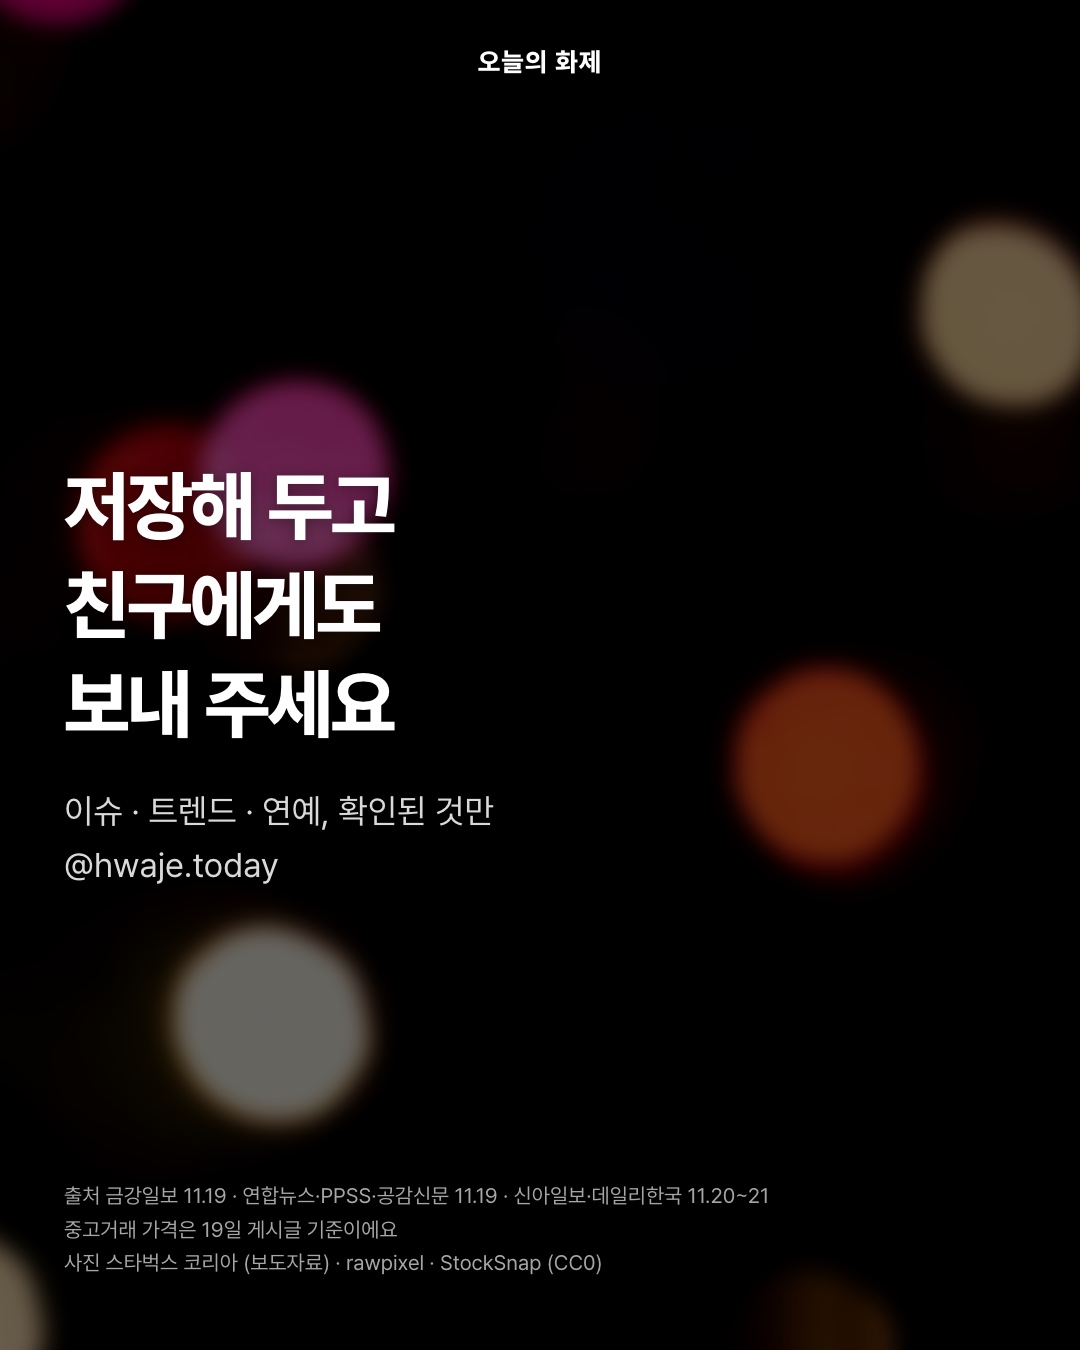 오늘의 화제
저장해 두고
친구에게도
보내 주세요
이슈 · 트렌드 · 연예, 확인된 것만
@hwaje.today
출처 금강일보 11.19 · 연합뉴스·PPSS·공감신문 11.19 · 신아일보·데일리한국 11.20~21
중고거래 가격은 19일 게시글 기준이에요
사진 스타벅스 코리아 (보도자료) · rawpixel · StockSnap (CC0)